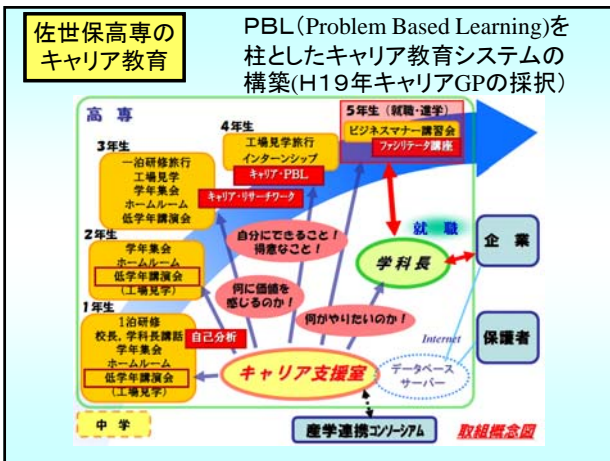 佐世保高専の
キャリア教育
PBL(Problem Based Learning)を
柱としたキャリア教育システムの
構築(H19年キャリアGPの採択)
高専
5年生(就職・進学)
ビジネスマナー講習会
ファシリテータ講座
4年生
工場見学旅行
インターンシップ
キャリア・PBL
3年生
一泊研修旅行
工場見学
学年集会
ホームルーム
低学年講演会
キャリア・リサーチワーク
2年生
学年集会
ホームルーム
低学年講演会
(工場見学)
1年生
1泊研修
校長、学科長講話
学年集会
ホームルーム
低学年講演会
(工場見学)
自己分析
自分にできること!
得意なこと!
何に価値を
感じるのか!
何がやりたいのか!
就職
学科長
企業
保護者
Internet
データベース
サーバー
キャリア支援室
中学
産学連携コンソーシアム
取組概念図